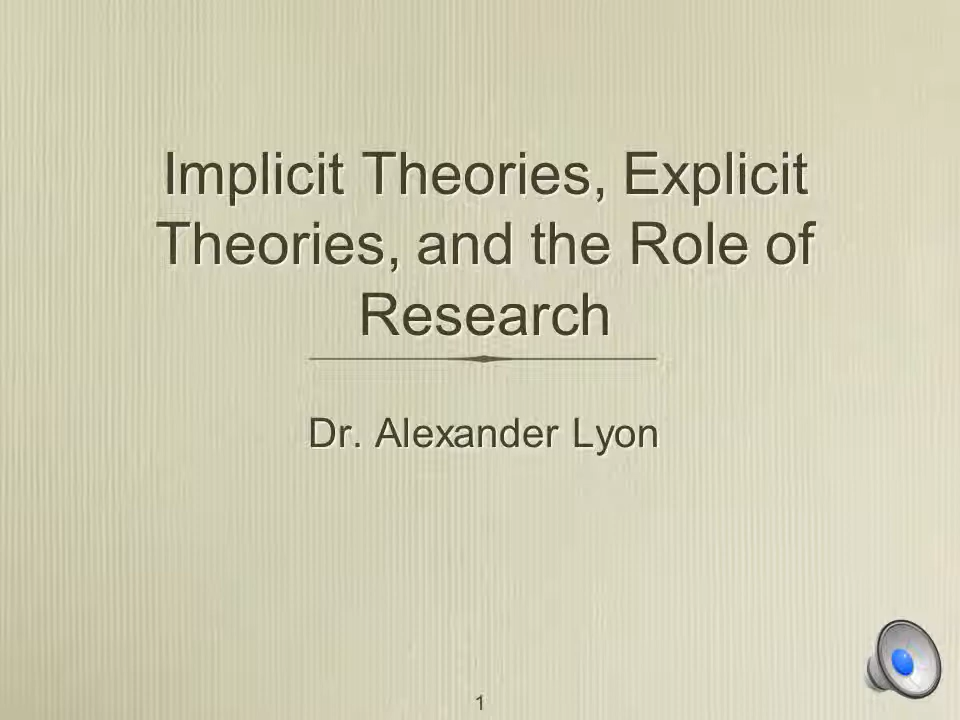 Implicit Theories, Explicit
Theories, and the Role of
Research
Dr. Alexander Lyon
1